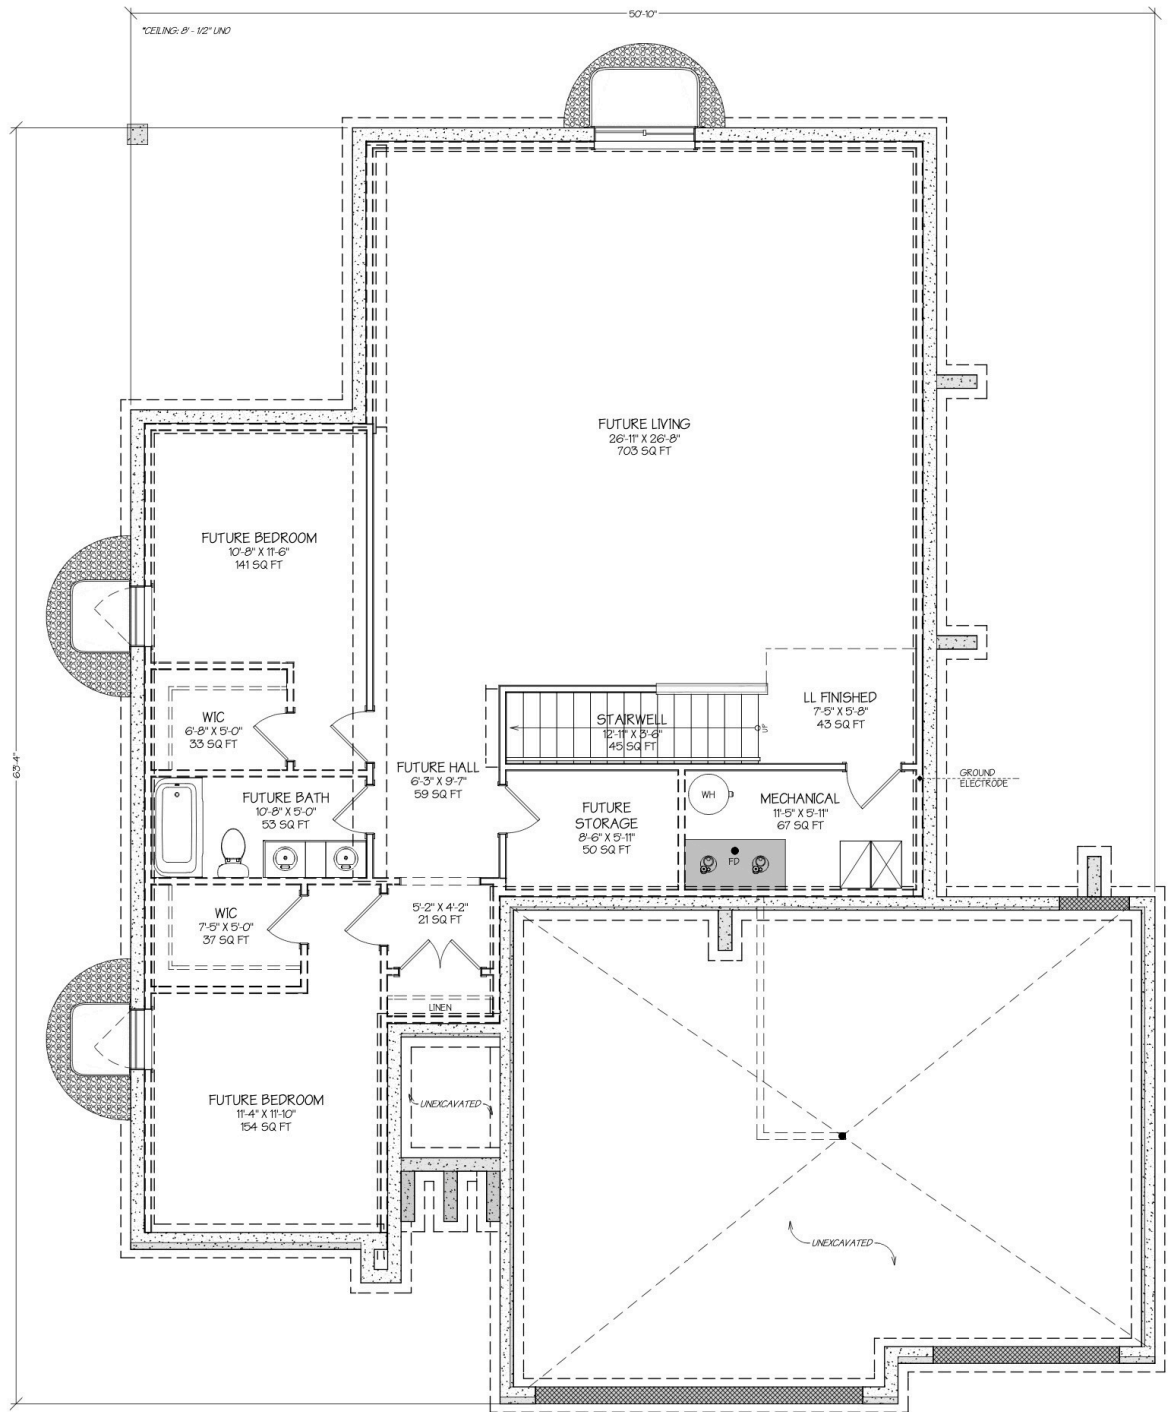 50'-10"
*CEILING: 8' - 1/2" UNO
63'-4"
FUTURE LIVING
26'-11" X 26'-8"
703 SQ FT
FUTURE BEDROOM
10'-8" X 11'-6"
141 SQ FT
WIC
6'-8" X 5'-0"
33 SQ FT
STAIRWELL
12'-11" X 3'-6"
45 SQ FT
UP
LL FINISHED
7'-5" X 5'-8"
43 SQ FT
FUTURE HALL
6'-3" X 9'-7"
59 SQ FT
FUTURE BATH
10'-8" X 5'-0"
53 SQ FT
FUTURE
STORAGE
8'-6" X 5'-11"
50 SQ FT
WH
MECHANICAL
11'-5" X 5'-11"
67 SQ FT
FD
GROUND
ELECTRODE
WIC
7'-5" X 5'-0"
37 SQ FT
5'-2" X 4'-2"
21 SQ FT
LINEN
FUTURE BEDROOM
11'-4" X 11'-10"
154 SQ FT
UNEXCAVATED
UNEXCAVATED